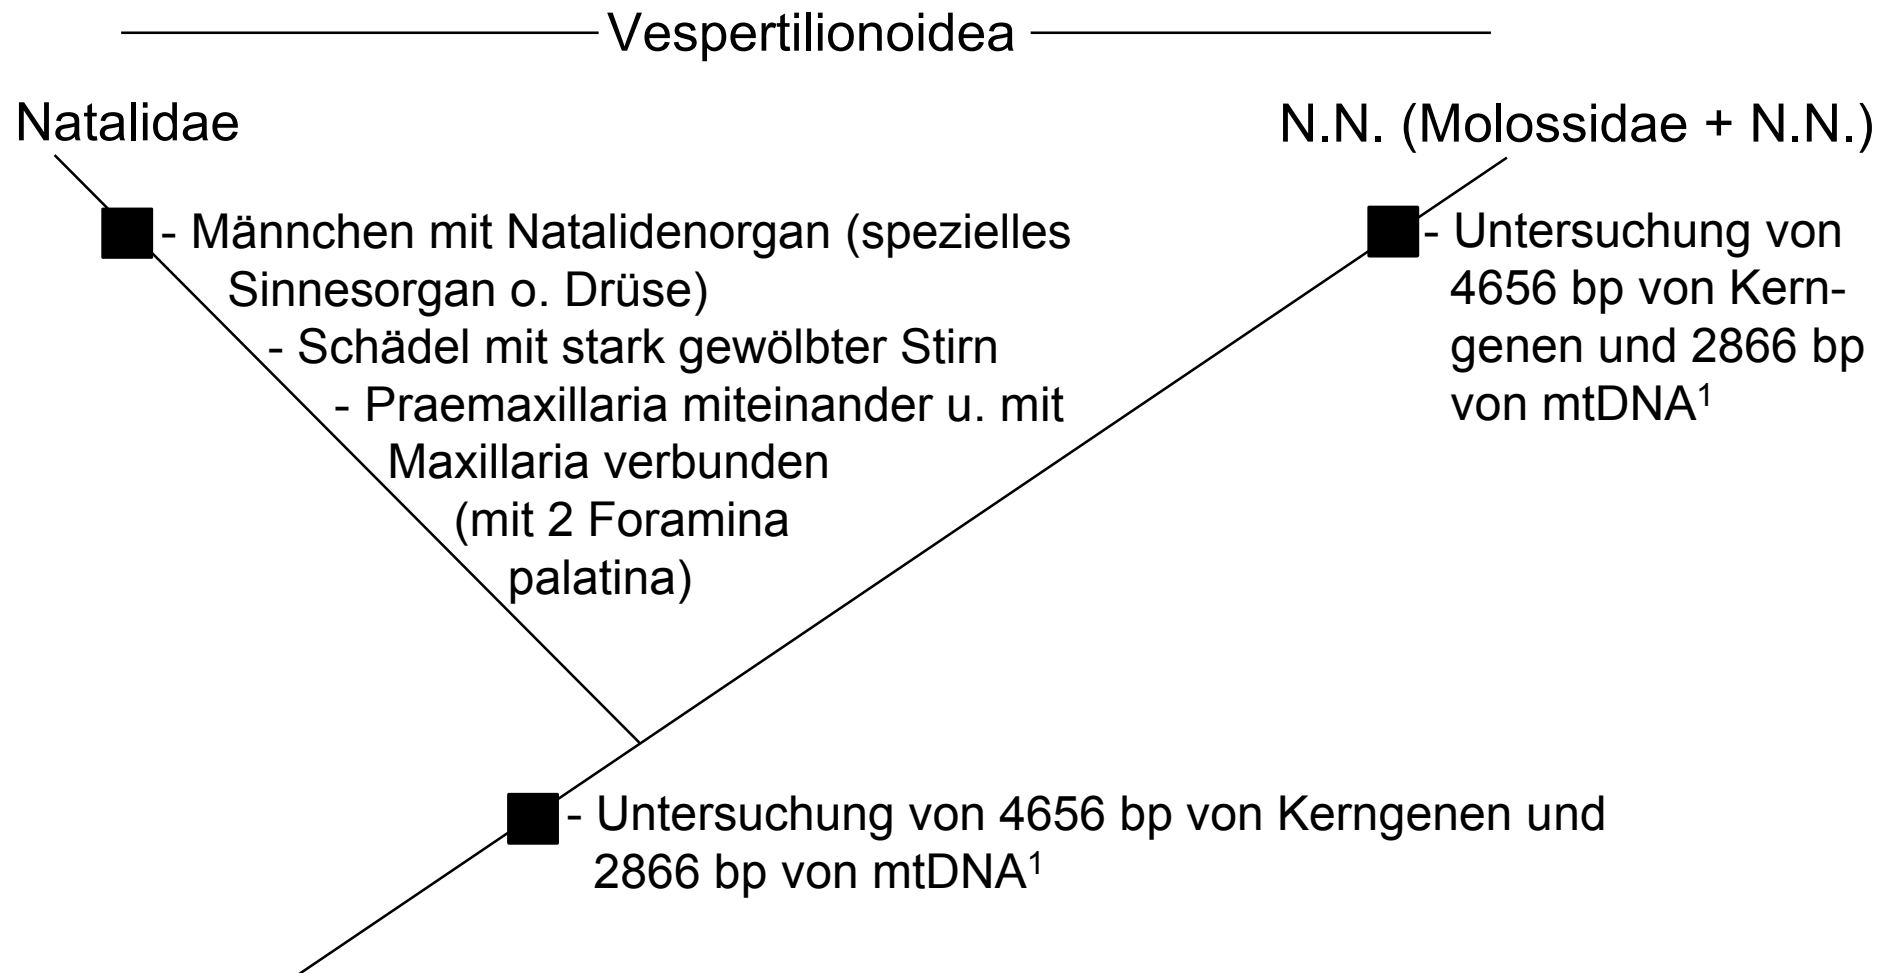 Vespertilionoidea
Natalidae
N.N. (Molossidae + N.N.)
- Männchen mit Natalidenorgan (spezielles
Sinnesorgan o. Drüse)
- Schädel mit stark gewölbter Stirn
- Praemaxillaria miteinander u. mit
Maxillaria verbunden
(mit 2 Foramina
palatina)
- Untersuchung von
4656 bp von Kern-
genen und 2866 bp
von mtDNA¹
- Untersuchung von 4656 bp von Kerngenen und
2866 bp von mtDNA¹